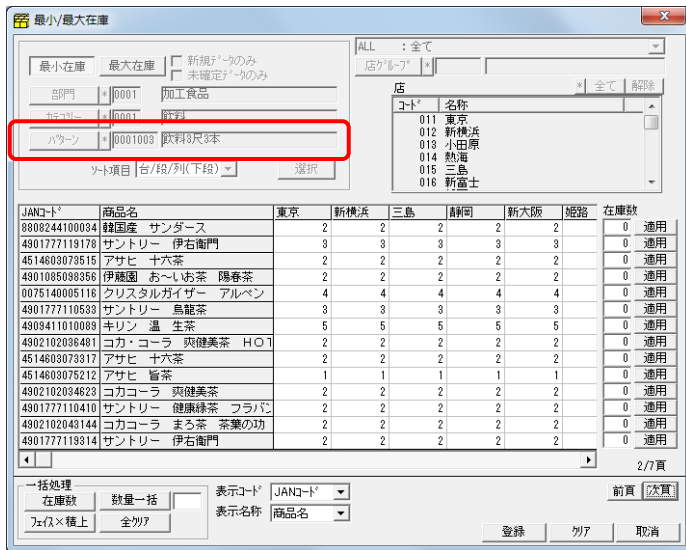 最小/最大在庫
最小在庫 最大在庫 新規ﾃﾞｰﾀのみ
未確定ﾃﾞｰﾀのみ
部門 * 0001 加工食品
ｶﾃｺﾞﾘｰ * 0001 飲料
ﾊﾟﾀｰﾝ * 0001003 飲料3尺3本
ｿｰﾄ項目 台/段/列(下段) 選択
ALL :全て
店ｸﾞﾙｰﾌﾟ *
店 * 全て 解除
ｺｰﾄﾞ 名称
011 東京
012 新横浜
013 小田原
014 熱海
015 三島
016 新富士
JANｺｰﾄﾞ 商品名 東京 新横浜 三島 静岡 新大阪 姫路 在庫数
8808244100034 韓国産 サンダース 2 2 2 2 2 0 適用
4901777119178 サントリー 伊右衛門 3 3 3 3 3 0 適用
4514603073515 アサヒ 十六茶 2 2 2 2 2 0 適用
4901085098356 伊藤園 お～いお茶 陽春茶 2 2 2 2 2 0 適用
0075140005116 クリスタルガイザー アルペン 4 4 4 4 4 0 適用
4901777110533 サントリー 烏龍茶 3 3 3 3 3 0 適用
4909411010089 キリン 温 生茶 5 5 5 5 5 0 適用
4902102036481 コカ・コーラ 爽健美茶 HOT 2 2 2 2 2 0 適用
4514603073317 アサヒ 十六茶 2 2 2 2 2 0 適用
4514603075212 アサヒ 旨茶 1 1 1 1 1 0 適用
4902102034623 コカコーラ 爽健美茶 2 2 2 2 2 0 適用
4901777110410 サントリー 健康緑茶 フラバン 2 2 2 2 2 0 適用
4902102043144 コカコーラ まろ茶 茶葉の功 2 2 2 2 2 0 適用
4901777119314 サントリー 伊右衛門 2 2 2 2 2 0 適用
2/7頁
一括処理
在庫数 数量一括
ﾌｪｲｽ×積上 全ｸﾘｱ
表示ｺｰﾄﾞ JANｺｰﾄﾞ
表示名称 商品名
前頁 次頁
登録 ｸﾘｱ 取消